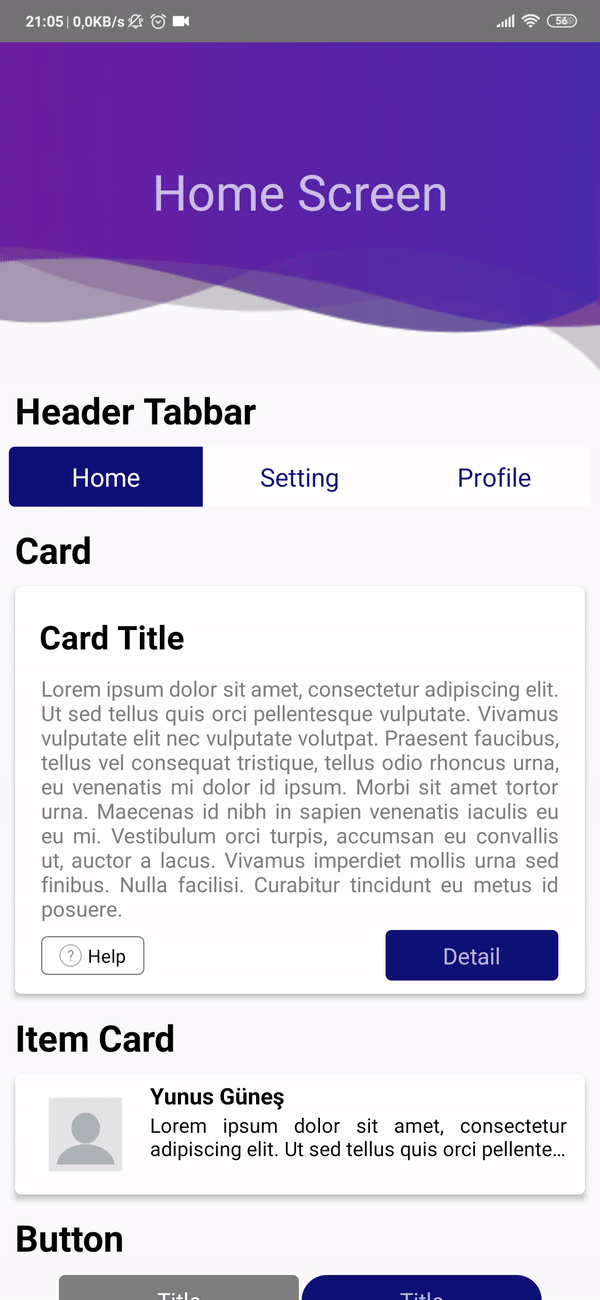 21:05 | 0,0KB/s 56
Home Screen
Header Tabbar
Home Setting Profile
Card
Card Title
Lorem ipsum dolor sit amet, consectetur adipiscing elit.
Ut sed tellus quis orci pellentesque vulputate. Vivamus
vulputate elit nec vulputate volutpat. Praesent faucibus,
tellus vel consequat tristique, tellus odio rhoncus urna,
eu venenatis mi dolor id ipsum. Morbi sit amet tortor
urna. Maecenas id nibh in sapien venenatis iaculis eu
eu mi. Vestibulum orci turpis, accumsan eu convallis
ut, auctor a lacus. Vivamus imperdiet mollis urna sed
finibus. Nulla facilisi. Curabitur tincidunt eu metus id
posuere.
? Help Detail
Item Card
Yunus Güneş
Lorem ipsum dolor sit amet, consectetur
adipiscing elit. Ut sed tellus quis orci pellente...
Button
Title Title